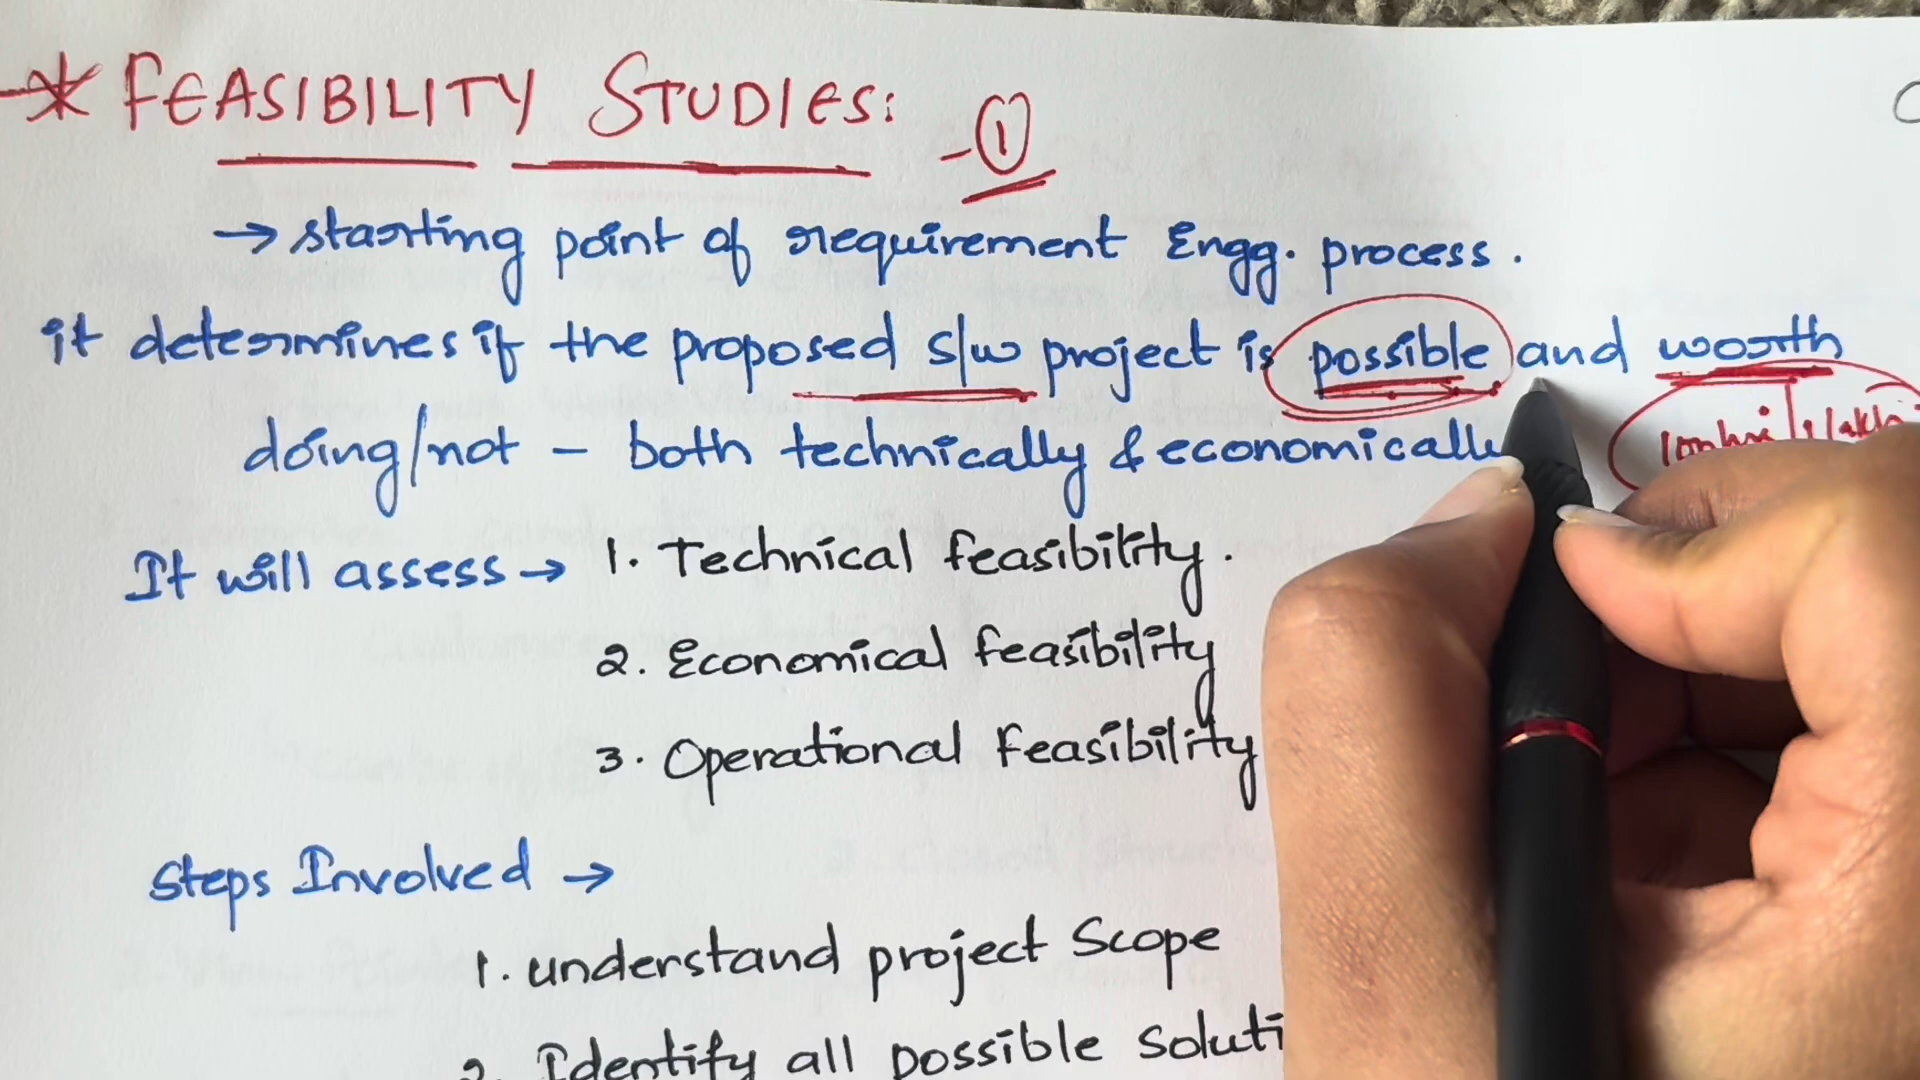 * FEASIBILITY STUDIES: - ①
→ starting point of requirement Engg. process.
it determines if the proposed s/w project is possible and worth
doing/not - both technically & economically
It will assess → 1. Technical feasibility.
2. Economical feasibility
3. Operational feasibility
Steps Involved →
1. understand project Scope
2. Identify all possible soluti